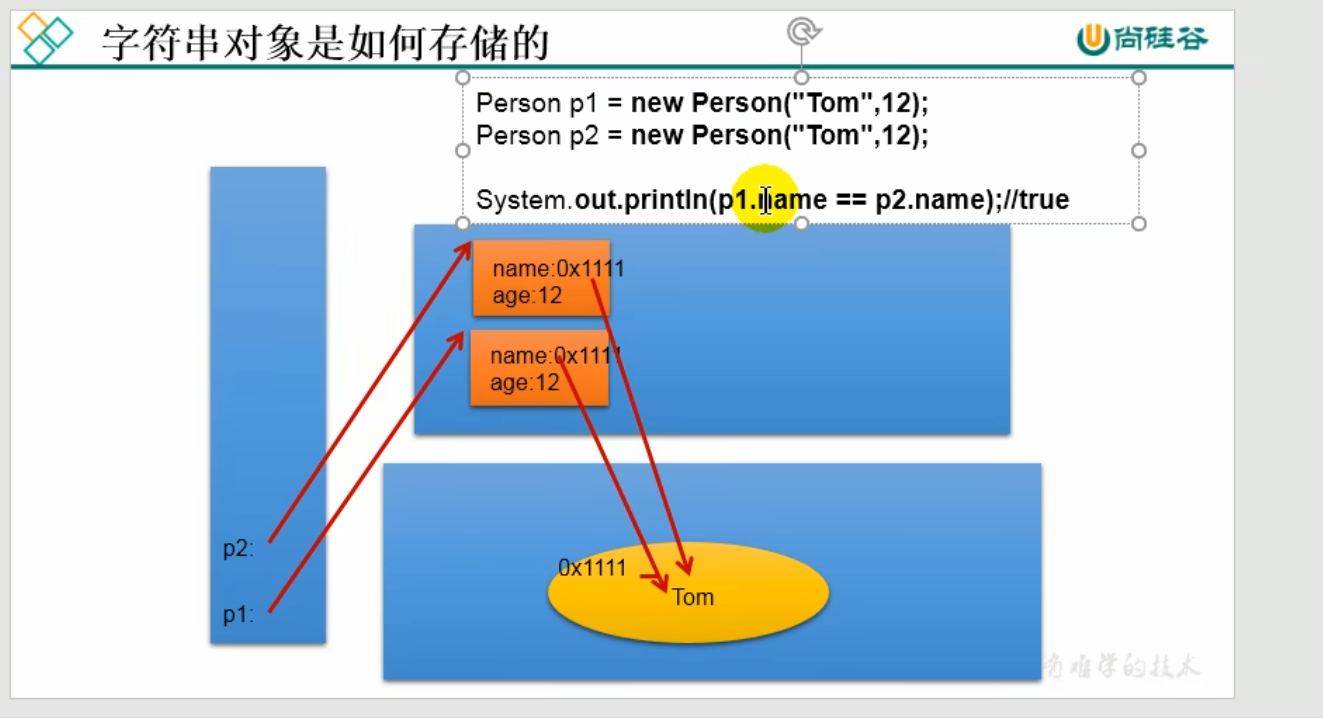 字符串对象是如何存储的
尚硅谷
Person p1 = new Person("Tom",12);
Person p2 = new Person("Tom",12);
System.out.println(p1.name == p2.name);//true
name:0x1111
age:12
name:0x1111
age:12
p2:
p1:
0x1111
Tom
难学的技术